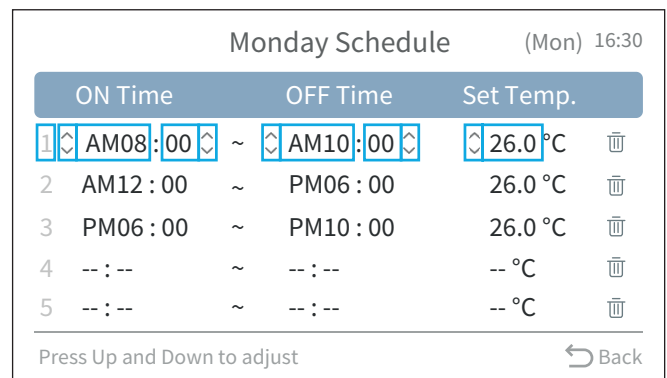 Monday Schedule (Mon) 16:30
ON Time OFF Time Set Temp.
1 AM08 : 00 ~ AM10 : 00 26.0 °C
2 AM12 : 00 ~ PM06 : 00 26.0 °C
3 PM06 : 00 ~ PM10 : 00 26.0 °C
4 -- : -- ~ -- : -- -- °C
5 -- : -- ~ -- : -- -- °C
Press Up and Down to adjust Back